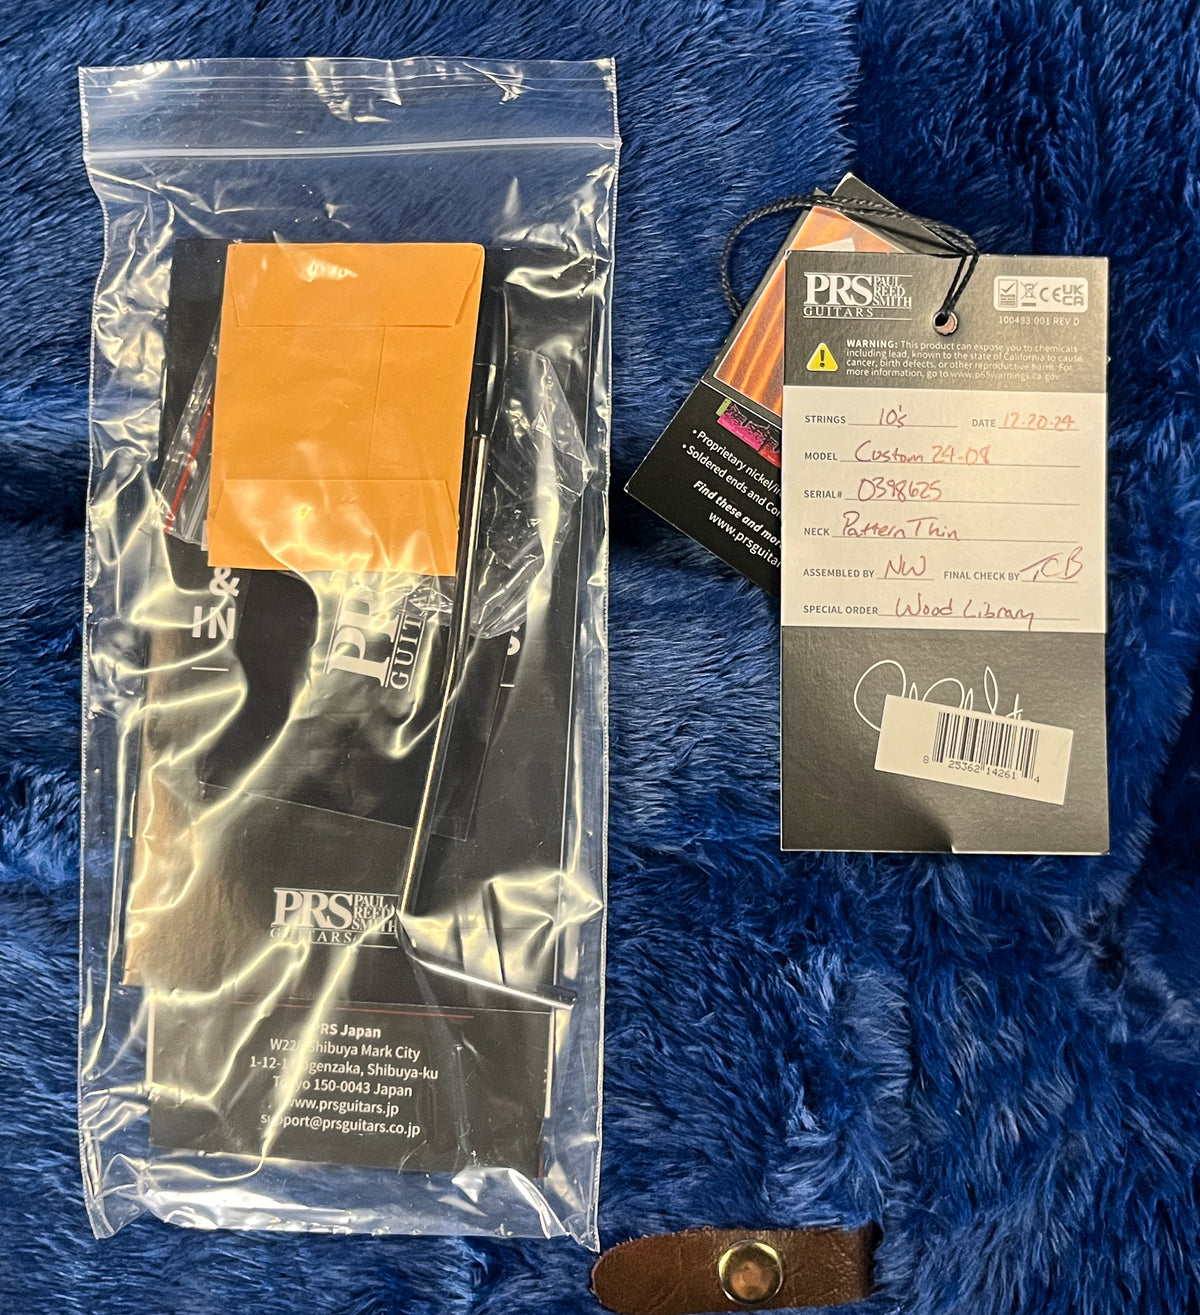 &
IN
PRS
GUITA
PRS PAUL
REED
SMITH
GUITARS
PRS Japan
Shibuya Mark City
Shibuya-ku
150-0043 Japan
www.prsguitars.jp
support@prsguitars.co.jp
• Proprietary nickel/
• Soldered ends and
Find these and
www.prsguita
PRS PAUL
REED
SMITH
GUITARS
CE UK
CA
100483:001 REV D
WARNING: This product can expose you to chemicals
including lead, known to the state of California to cause
cancer, birth defects, or other reproductive harm. For
more information, go to www.p65warnings.ca.gov
STRINGS 10's DATE 12-20-24
MODEL Custom 24-08
SERIAL# 0398625
NECK Pattern Thin
ASSEMBLED BY NW FINAL CHECK BY TCB
SPECIAL ORDER Wood Library
8 25362 14261 4